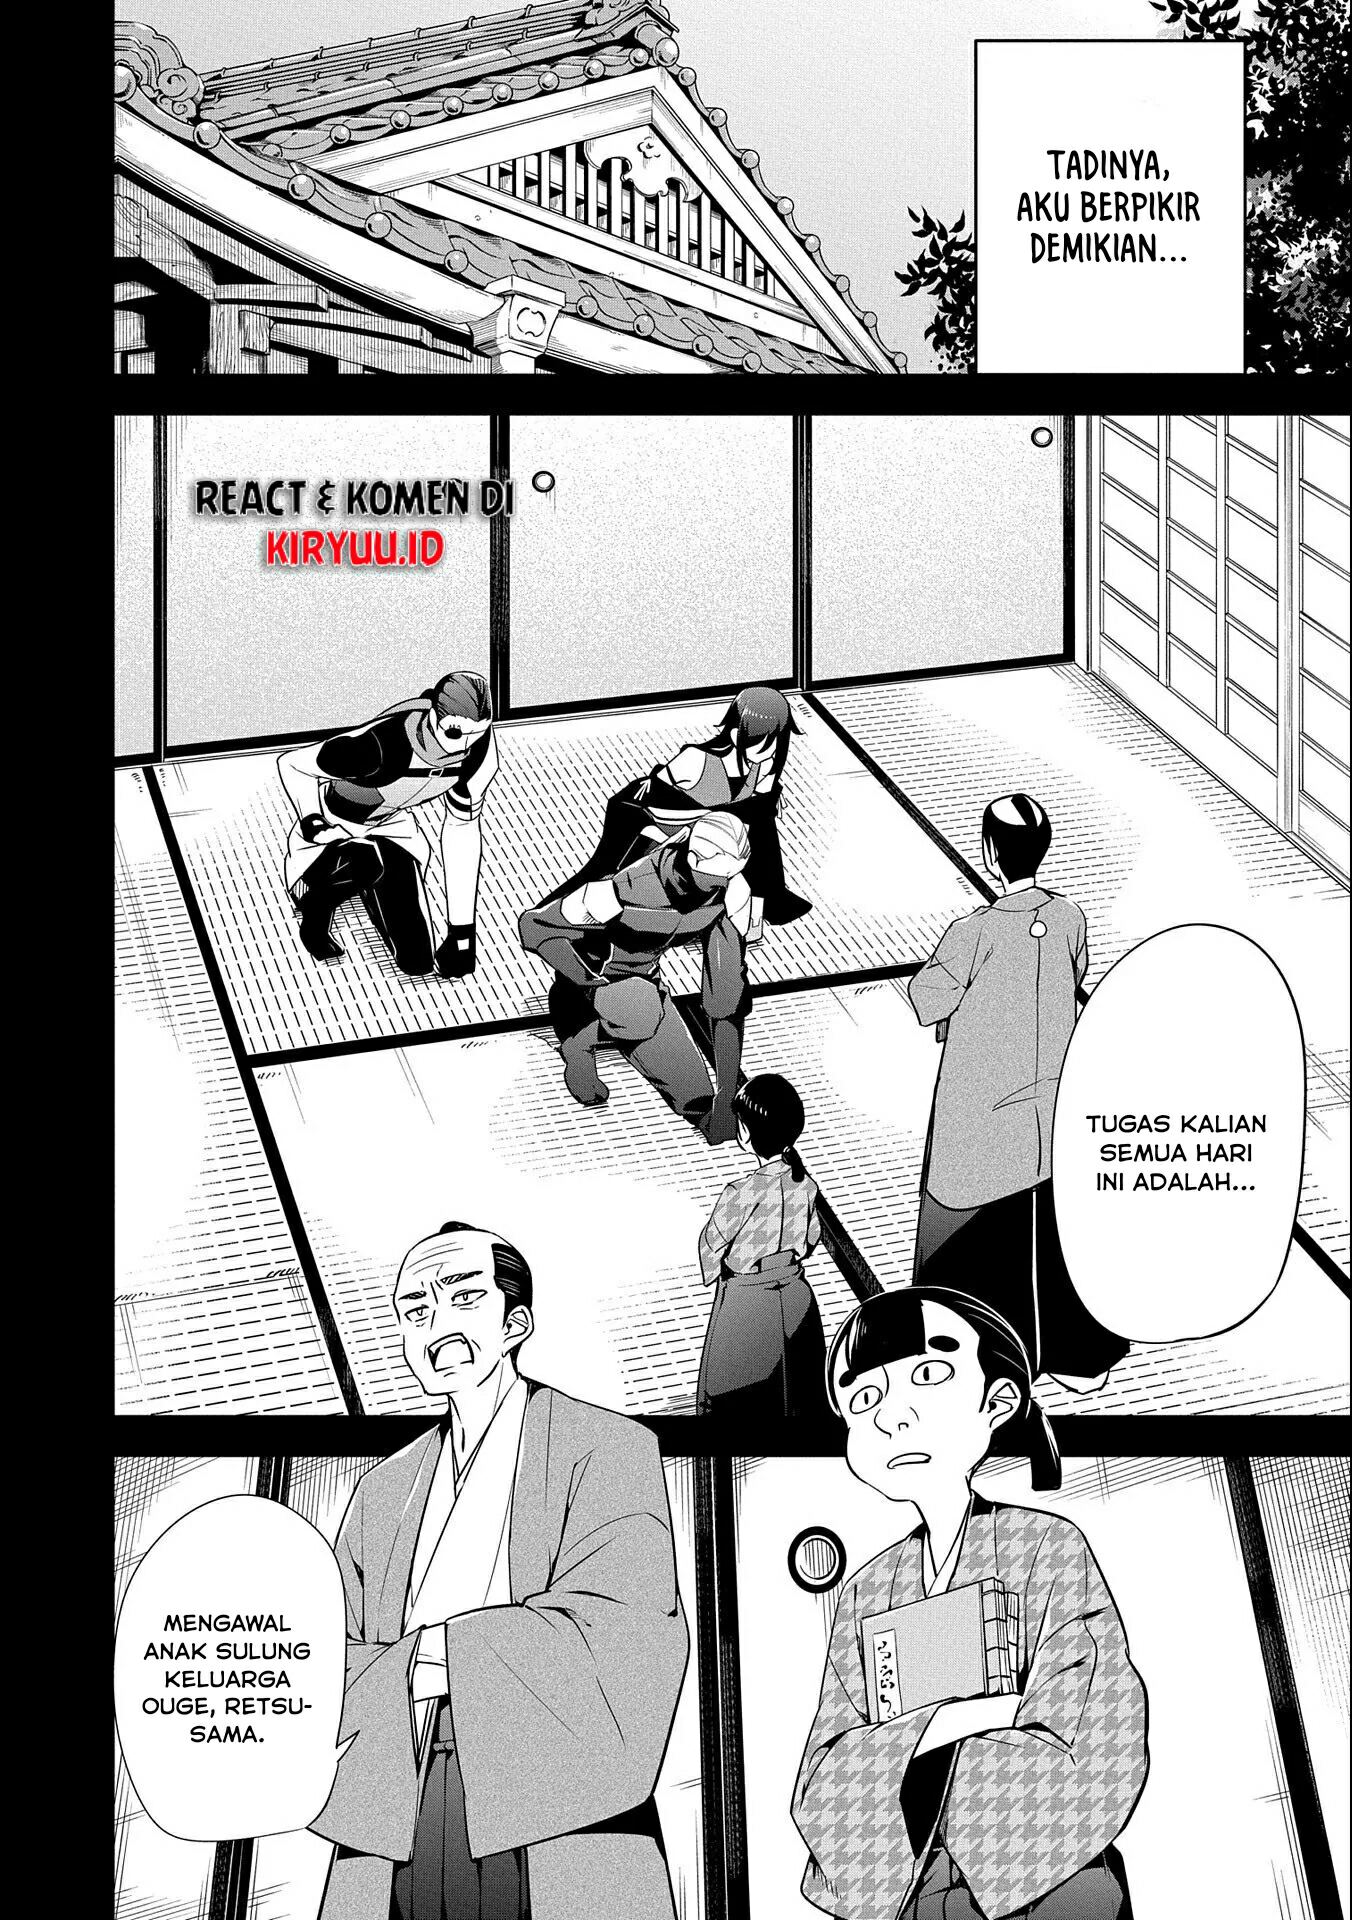 TADINYA,
AKU BERPIKIR
DEMIKIAN...
REACT & KOMEN DI
KIRYUU.ID
TUGAS KALIAN
SEMUA HARI
INI ADALAH...
MENGAWAL
ANAK SULUNG
KELUARGA
OUGE, RETSU-
SAMA.